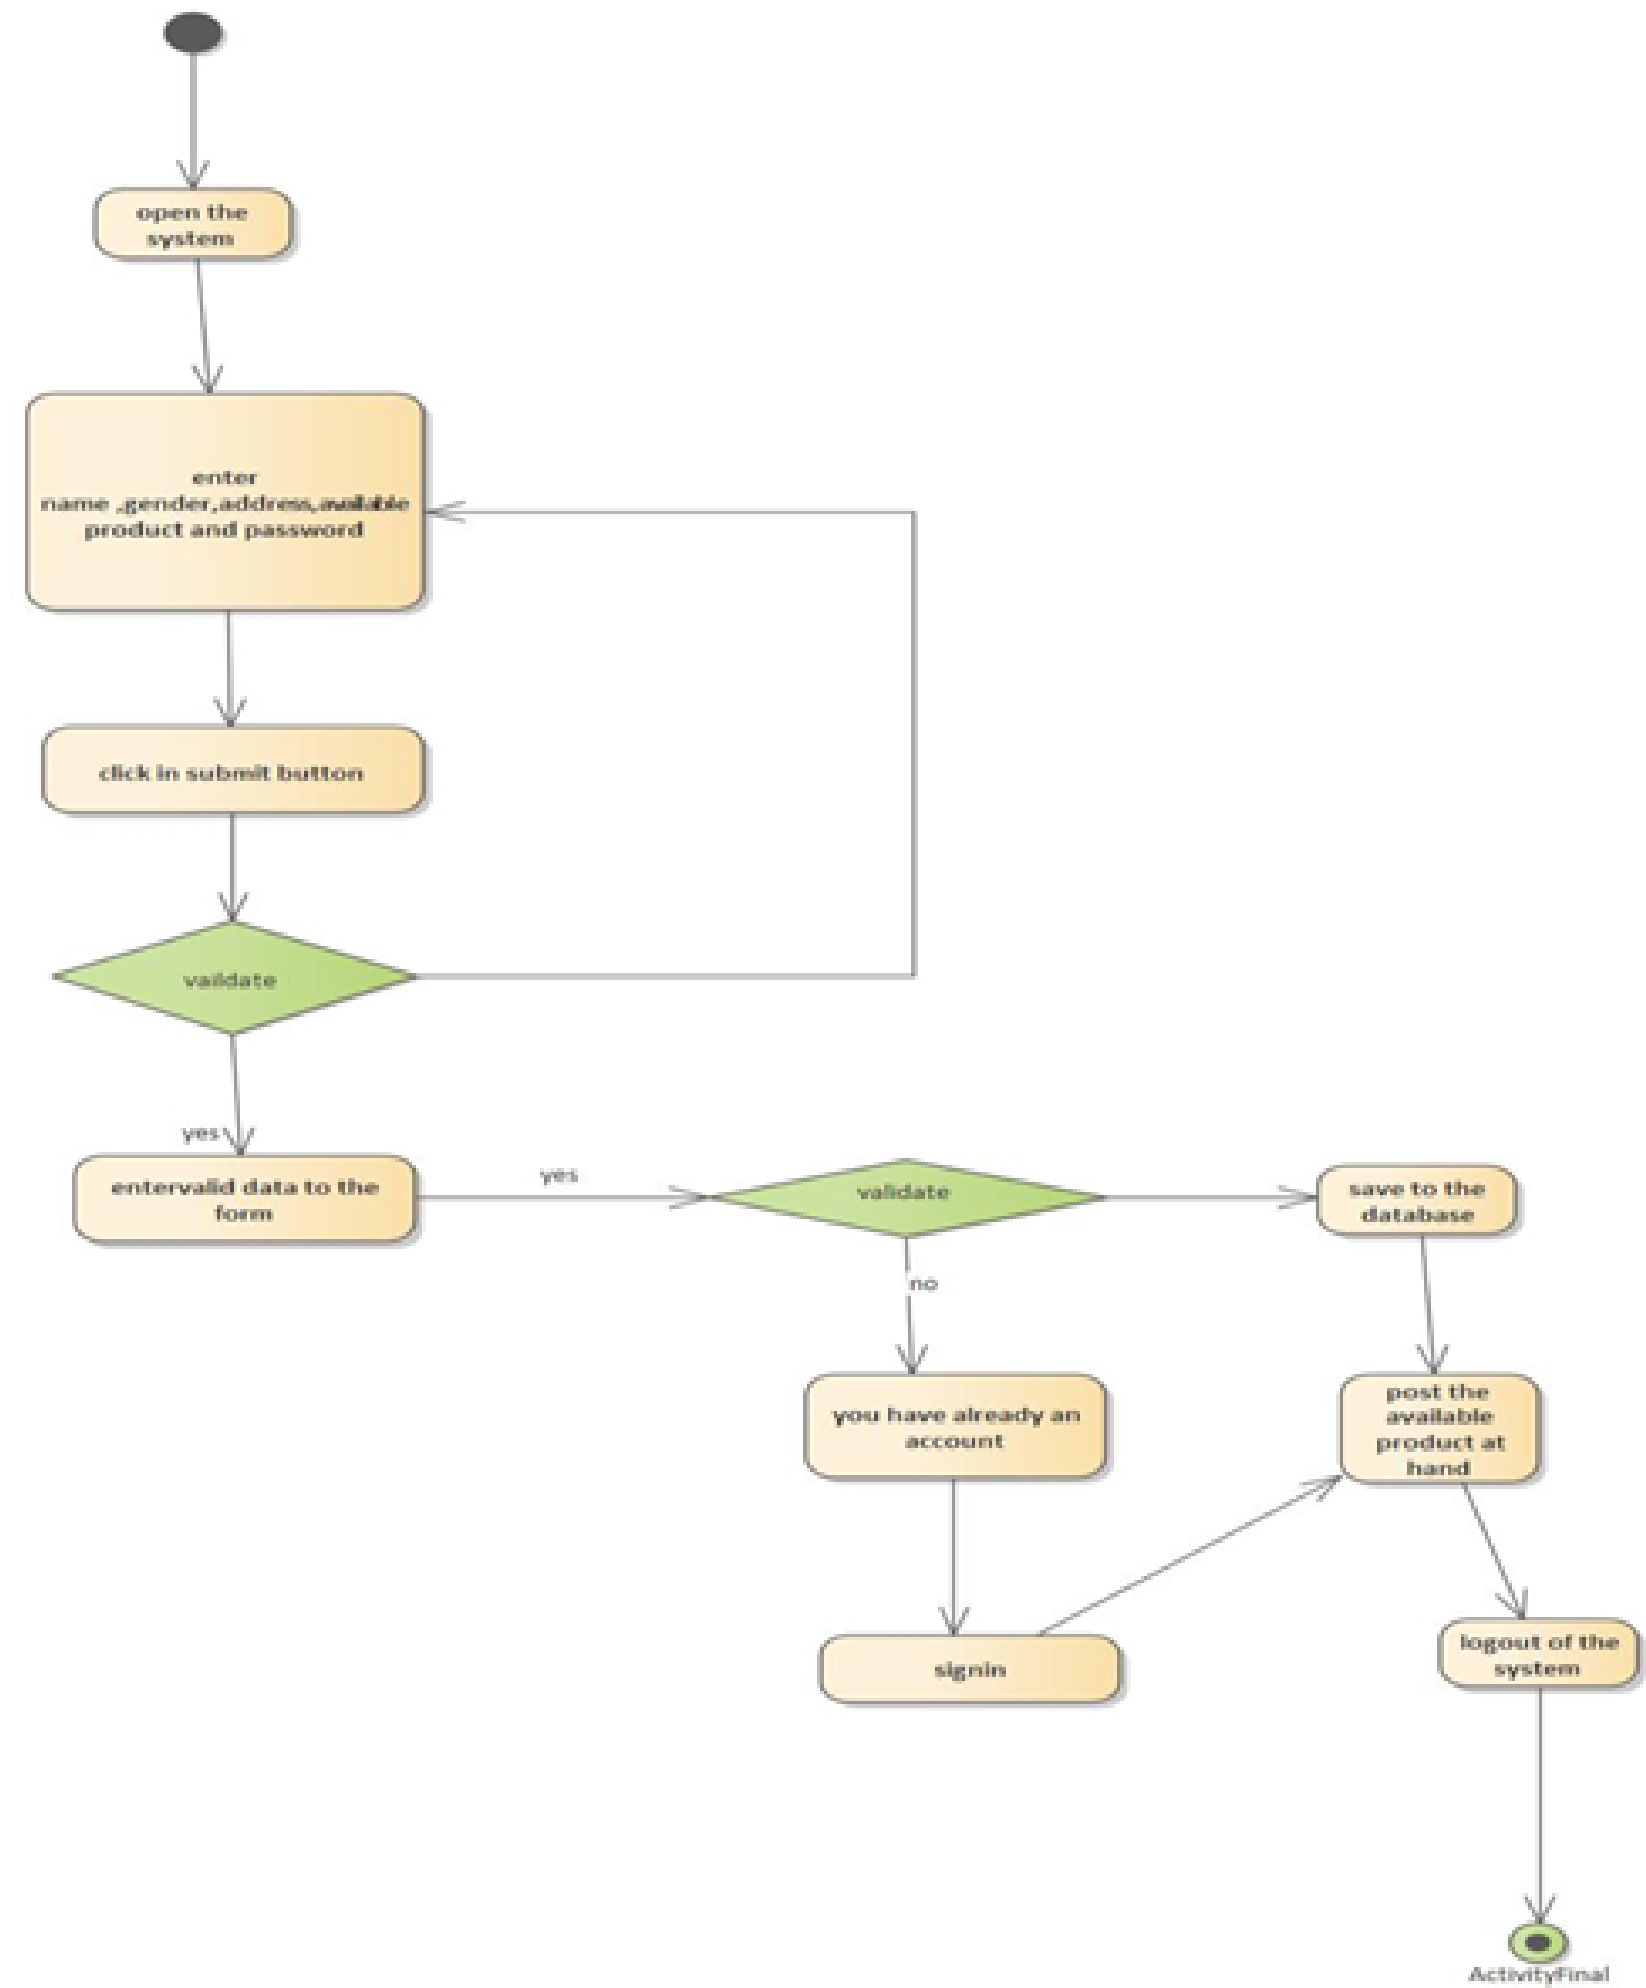 open the
system
enter
name ,gender,address,available
product and password
click in submit button
vaildate
yes
entervalid data to the
form
yes
validate
save to the
database
no
you have already an
account
post the
available
product at
hand
signin
logout of the
system
ActivityFinal